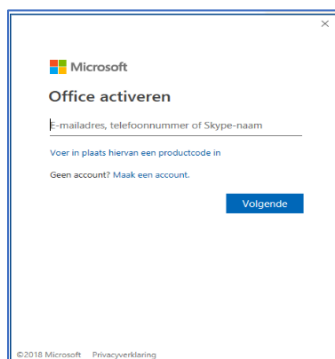 Microsoft
Office activeren
E-mailadres, telefoonnummer of Skype-naam
Voer in plaats hiervan een productcode in
Geen account? Maak een account.
Volgende
©2018 Microsoft Privacyverklaring